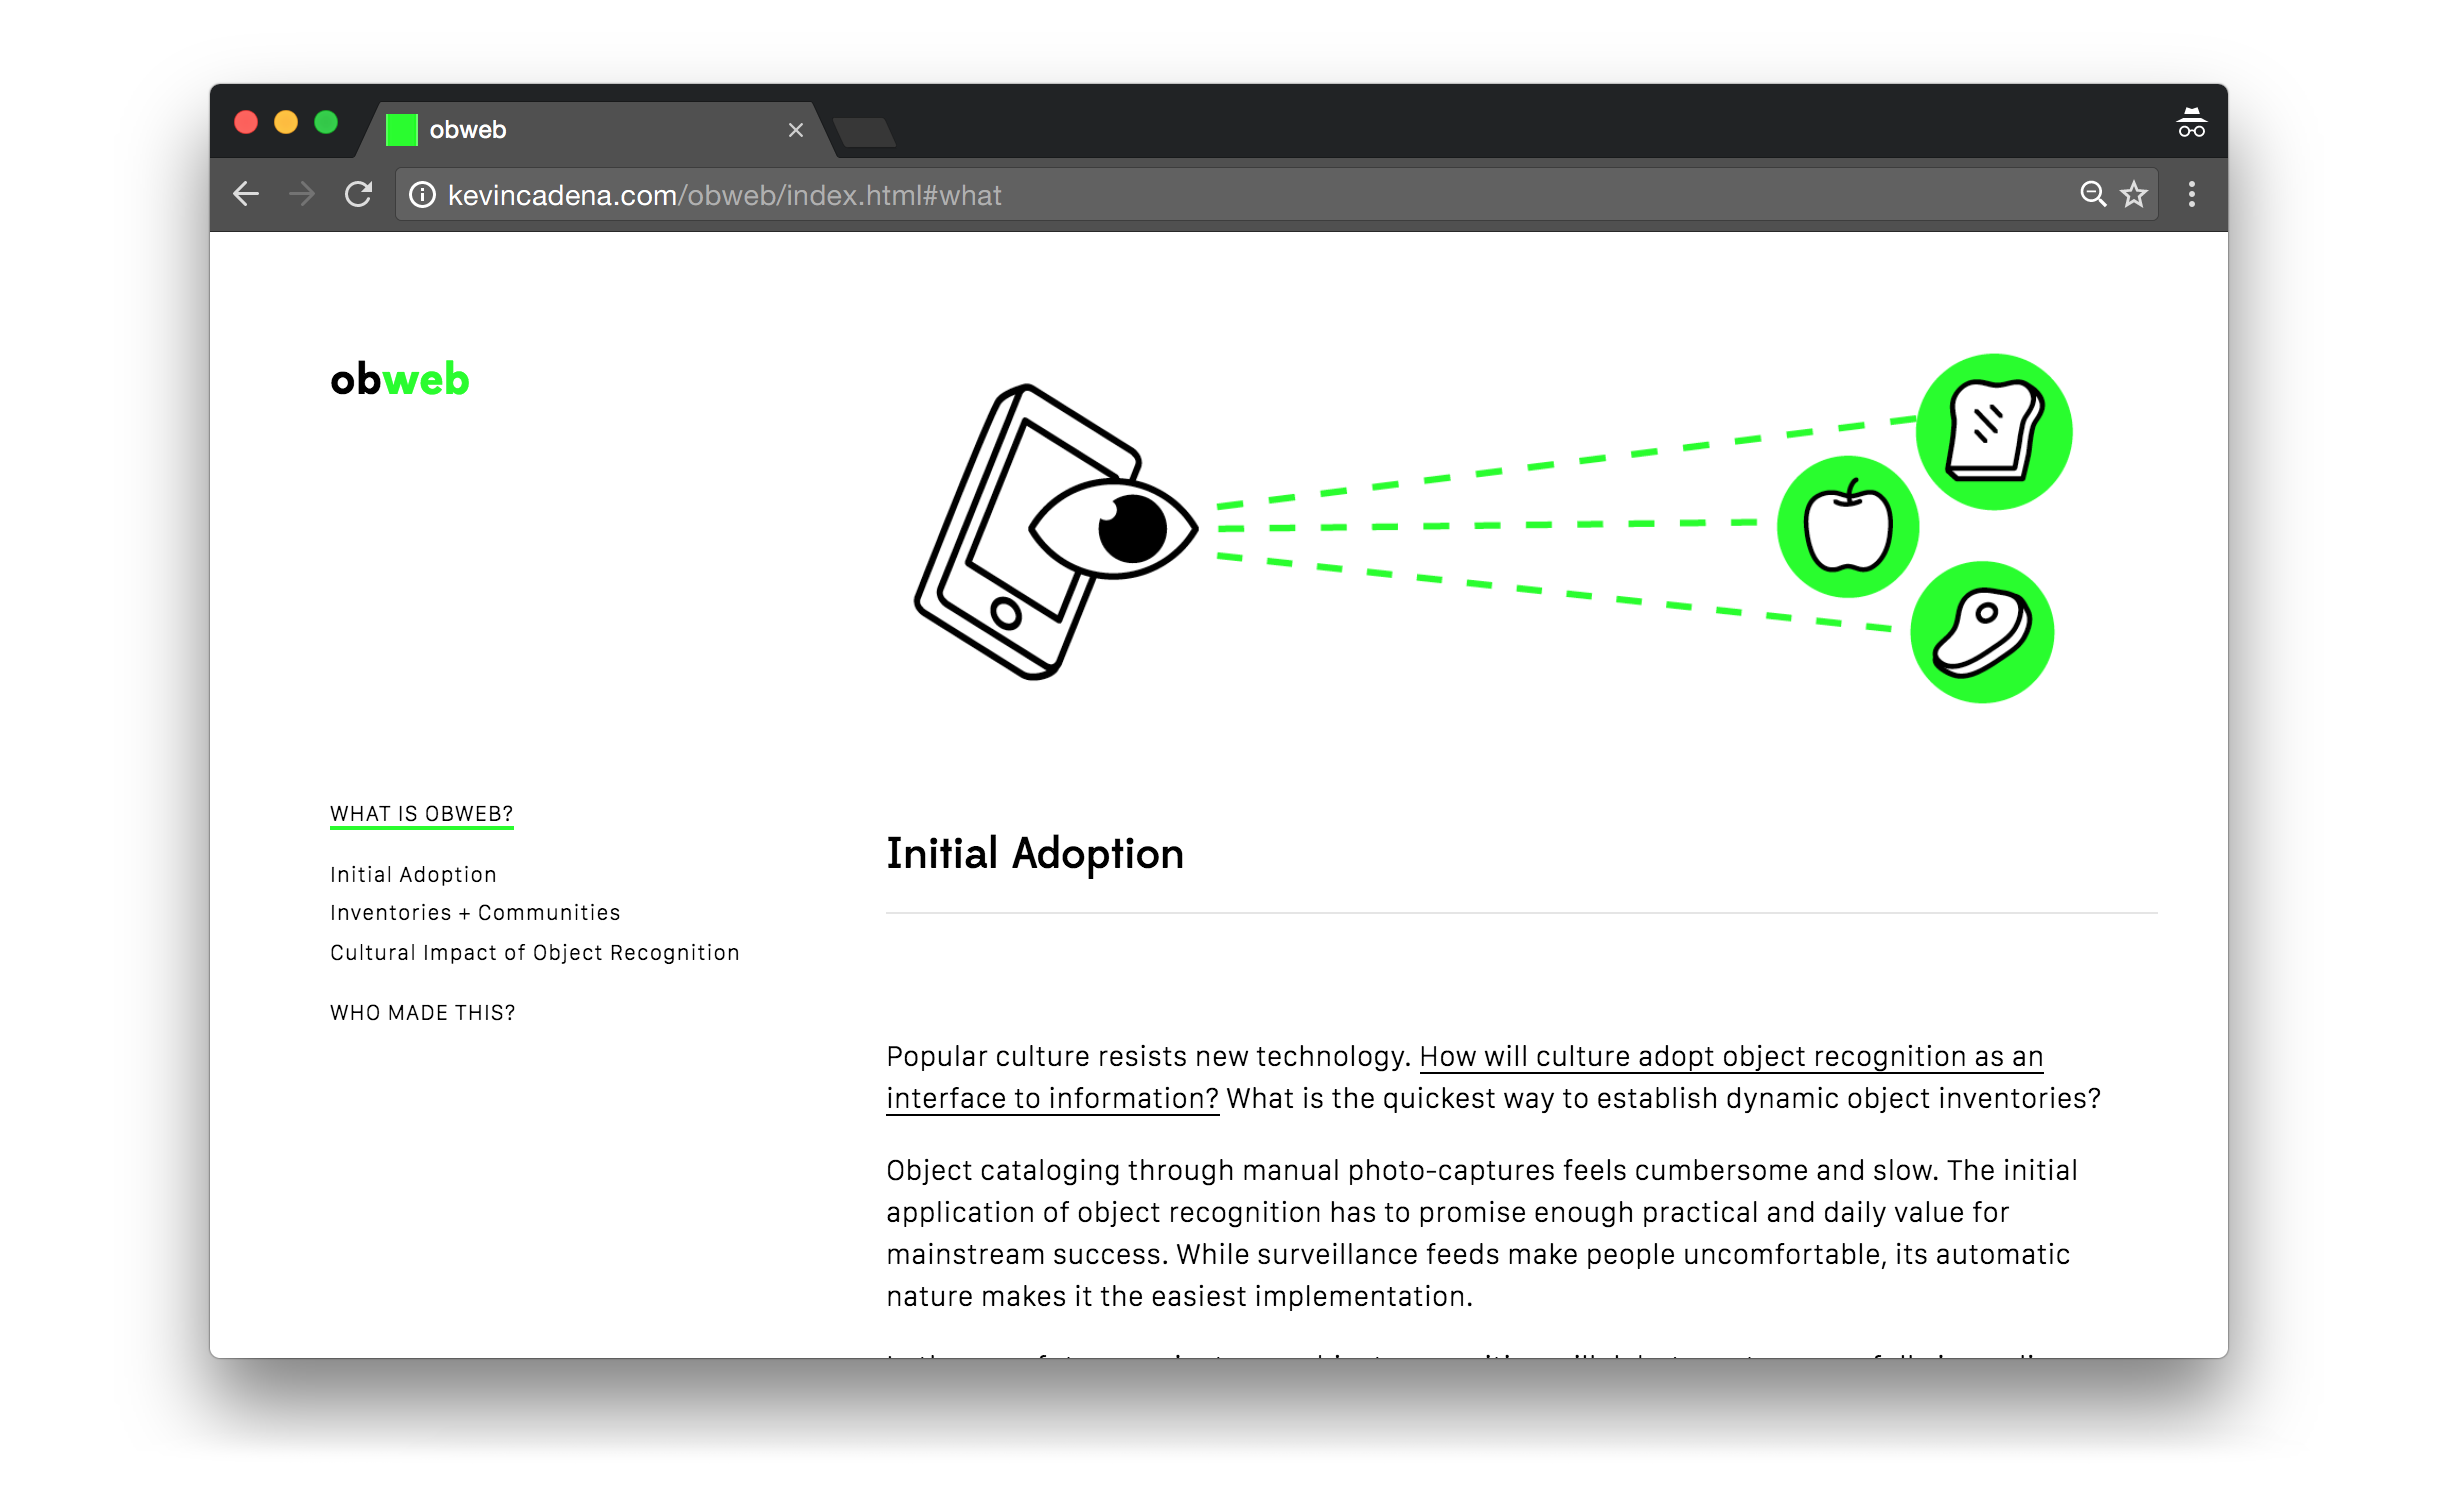 obweb
kevincadena.com/obweb/index.html#what
obweb
WHAT IS OBWEB?
Initial Adoption
Inventories + Communities
Cultural Impact of Object Recognition
WHO MADE THIS?
Initial Adoption
Popular culture resists new technology. How will culture adopt object recognition as an
interface to information? What is the quickest way to establish dynamic object inventories?
Object cataloging through manual photo-captures feels cumbersome and slow. The initial
application of object recognition has to promise enough practical and daily value for
mainstream success. While surveillance feeds make people uncomfortable, its automatic
nature makes it the easiest implementation.